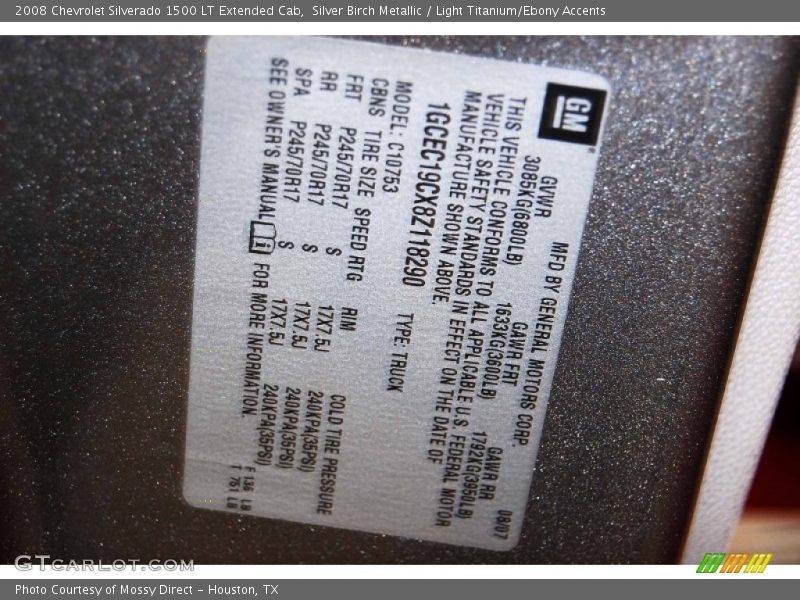 2008 Chevrolet Silverado 1500 LT Extended Cab, Silver Birch Metallic / Light Titanium/Ebony Accents
GM
MFD BY GENERAL MOTORS CORP. 08/07
GVWR GAWR FRT GAWR RR
3085KG(6800LB) 1633KG(3600LB) 1792KG(3950LB)
THIS VEHICLE CONFORMS TO ALL APPLICABLE U.S. FEDERAL MOTOR
VEHICLE SAFETY STANDARDS IN EFFECT ON THE DATE OF
MANUFACTURE SHOWN ABOVE.
1GCEC19CX8Z118290 TYPE: TRUCK
MODEL: C10753
CBNS TIRE SIZE SPEED RTG RIM COLD TIRE PRESSURE
FRT P245/70R17 S 17X7.5J 240KPA(35PSI)
RR P245/70R17 S 17X7.5J 240KPA(35PSI)
SPA P245/70R17 S 17X7.5J 240KPA(35PSI)
SEE OWNER'S MANUAL i FOR MORE INFORMATION.
F 136 LB
T 761 LB
GTCarLot.com
Photo Courtesy of Mossy Direct – Houston, TX